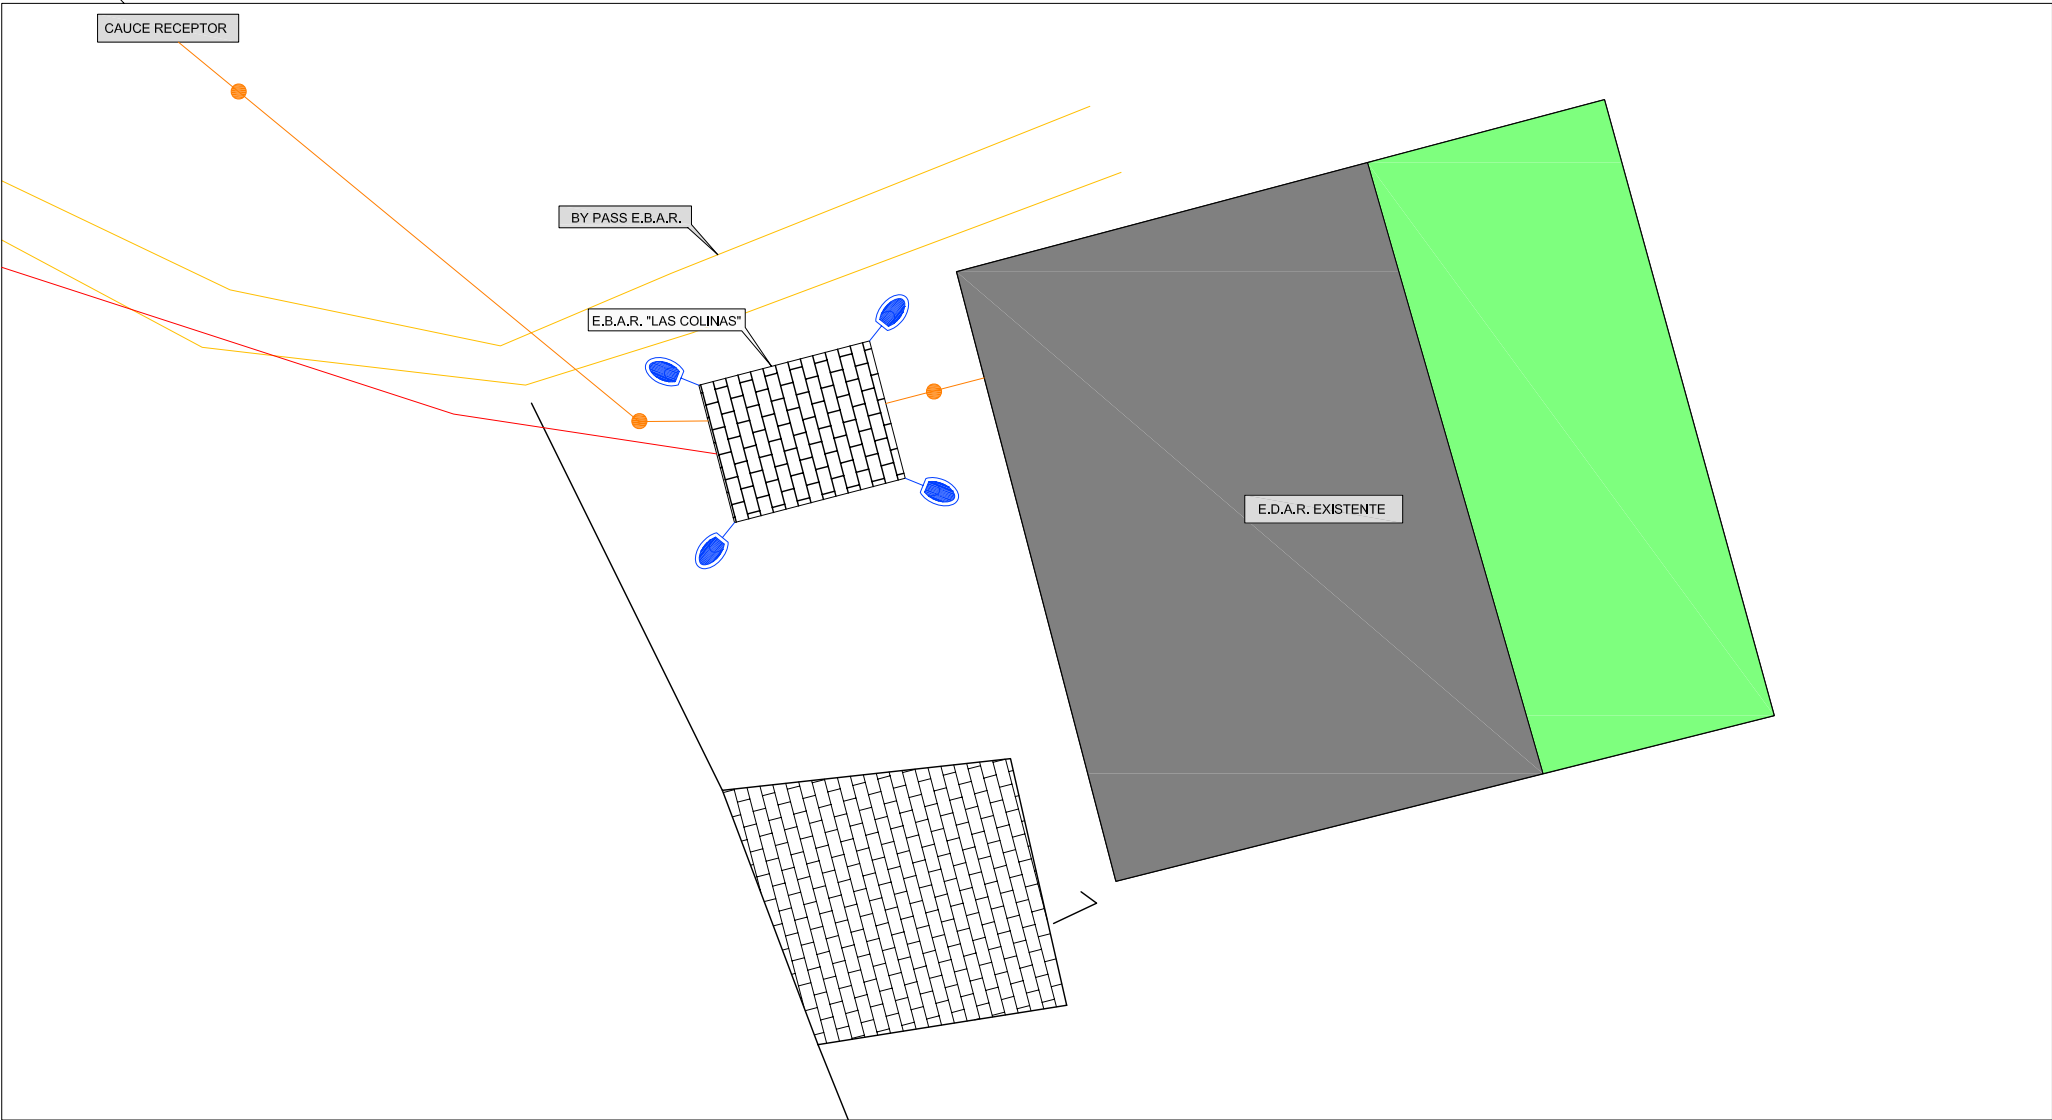 CAUCE RECEPTOR
BY PASS E.B.A.R.
E.B.A.R. "LAS COLINAS"
E.D.A.R. EXISTENTE